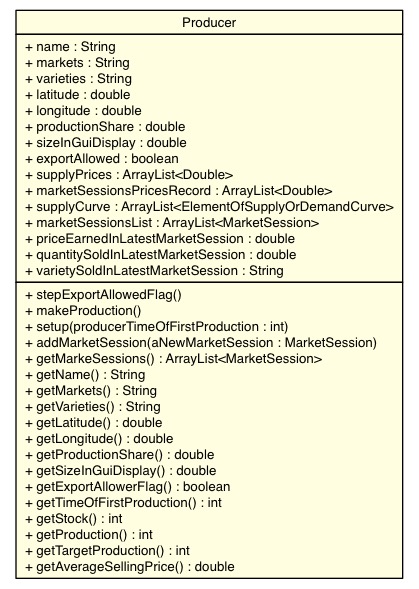 Producer
+ name : String
+ markets : String
+ varieties : String
+ latitude : double
+ longitude : double
+ productionShare : double
+ sizeInGuiDisplay : double
+ exportAllowed : boolean
+ supplyPrices : ArrayList<Double>
+ marketSessionsPricesRecord : ArrayList<Double>
+ supplyCurve : ArrayList<ElementOfSupplyOrDemandCurve>
+ marketSessionsList : ArrayList<MarketSession>
+ priceEarnedInLatestMarketSession : double
+ quantitySoldInLatestMarketSession : double
+ varietySoldInLatestMarketSession : String
+ stepExportAllowedFlag()
+ makeProduction()
+ setup(producerTimeOfFirstProduction : int)
+ addMarketSession(aNewMarketSession : MarketSession)
+ getMarkeSessions() : ArrayList<MarketSession>
+ getName() : String
+ getMarkets() : String
+ getVarieties() : String
+ getLatitude() : double
+ getLongitude() : double
+ getProductionShare() : double
+ getSizeInGuiDisplay() : double
+ getExportAllowerFlag() : boolean
+ getTimeOfFirstProduction() : int
+ getStock() : int
+ getProduction() : int
+ getTargetProduction() : int
+ getAverageSellingPrice() : double